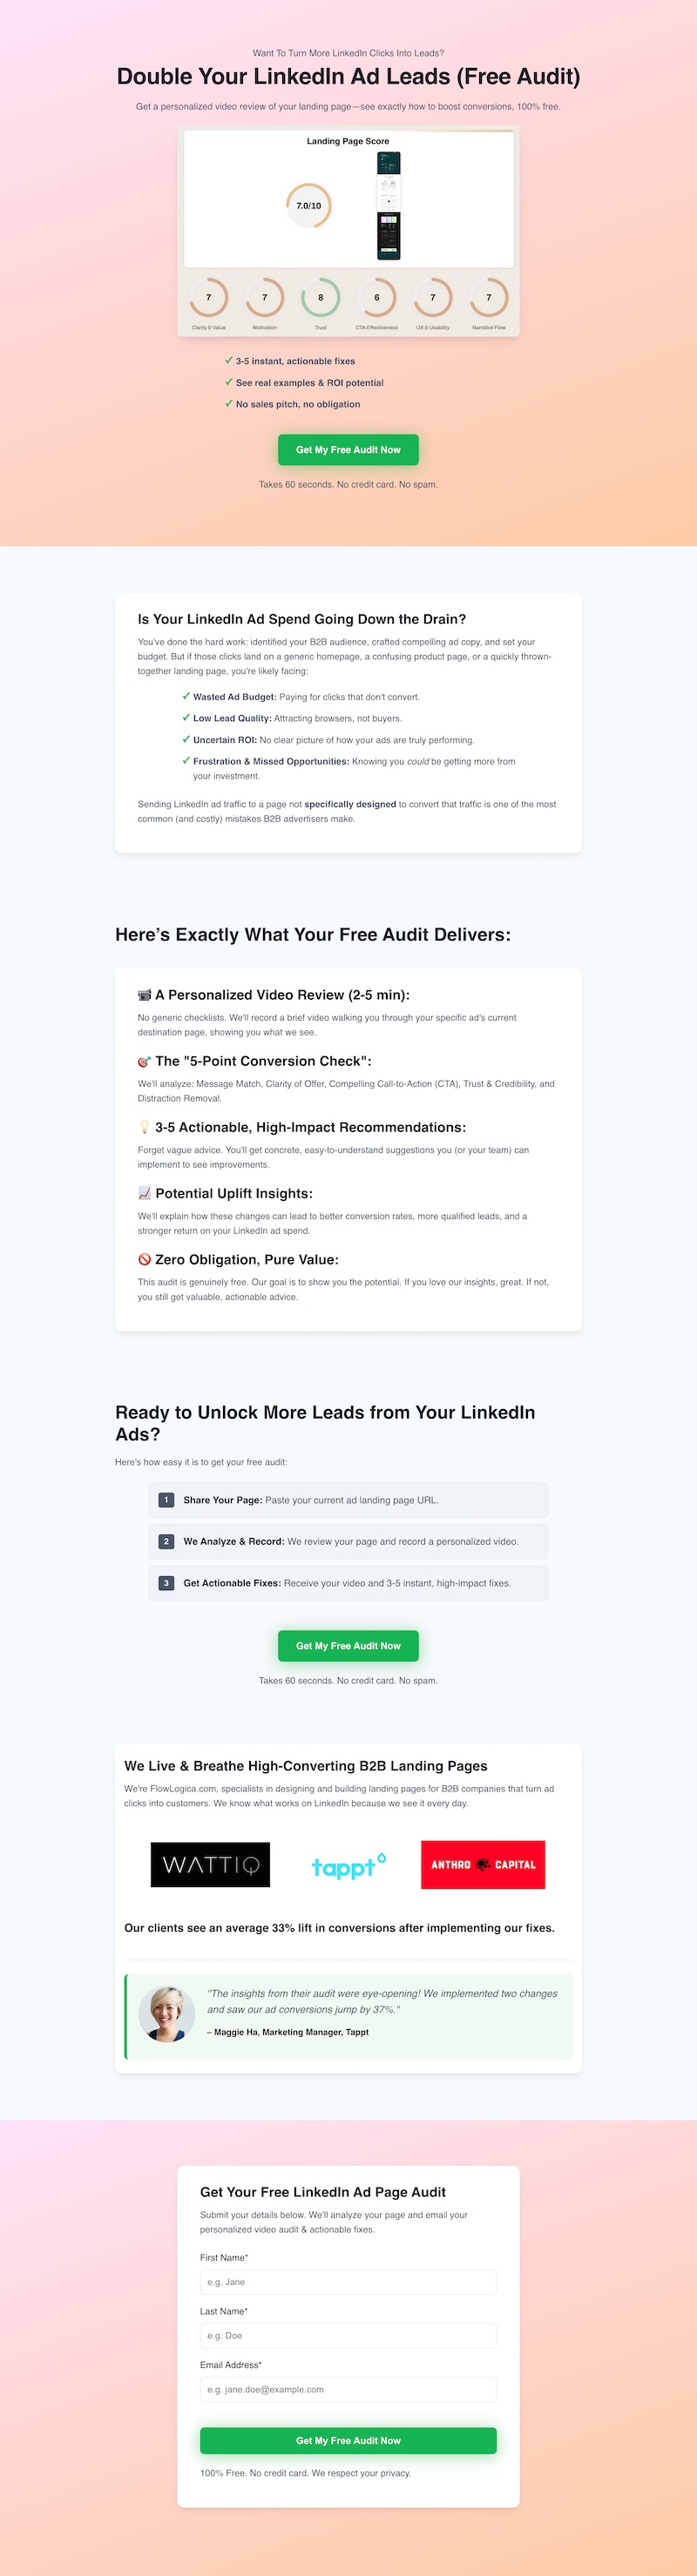 Want To Turn More LinkedIn Clicks Into Leads?
Double Your LinkedIn Ad Leads (Free Audit)
Get a personalized video review of your landing page—see exactly how to boost conversions, 100% free.
Landing Page Score
7.0/10
7
7
8
6
7
7
Clarity & Value
Motivation
Trust
CTA Effectiveness
UX & Usability
Narrative Flow
✓ 3-5 instant, actionable fixes
✓ See real examples & ROI potential
✓ No sales pitch, no obligation
Get My Free Audit Now
Takes 60 seconds. No credit card. No spam.
Is Your LinkedIn Ad Spend Going Down the Drain?
You've done the hard work: identified your B2B audience, crafted compelling ad copy, and set your
budget. But if those clicks land on a generic homepage, a confusing product page, or a quickly thrown-
together landing page, you're likely facing:
✓ Wasted Ad Budget: Paying for clicks that don't convert.
✓ Low Lead Quality: Attracting browsers, not buyers.
✓ Uncertain ROI: No clear picture of how your ads are truly performing.
✓ Frustration & Missed Opportunities: Knowing you could be getting more from
your investment.
Sending LinkedIn ad traffic to a page not specifically designed to convert that traffic is one of the most
common (and costly) mistakes B2B advertisers make.
Here's Exactly What Your Free Audit Delivers:
📹 A Personalized Video Review (2-5 min):
No generic checklists. We'll record a brief video walking you through your specific ad's current
destination page, showing you what we see.
🎯 The "5-Point Conversion Check":
We'll analyze: Message Match, Clarity of Offer, Compelling Call-to-Action (CTA), Trust & Credibility, and
Distraction Removal.
💡 3-5 Actionable, High-Impact Recommendations:
Forget vague advice. You'll get concrete, easy-to-understand suggestions you (or your team) can
implement to see improvements.
📈 Potential Uplift Insights:
We'll explain how these changes can lead to better conversion rates, more qualified leads, and a
stronger return on your LinkedIn ad spend.
🚫 Zero Obligation, Pure Value:
This audit is genuinely free. Our goal is to show you the potential. If you love our insights, great. If not,
you still get valuable, actionable advice.
Ready to Unlock More Leads from Your LinkedIn
Ads?
Here's how easy it is to get your free audit:
1 Share Your Page: Paste your current ad landing page URL.
2 We Analyze & Record: We review your page and record a personalized video.
3 Get Actionable Fixes: Receive your video and 3-5 instant, high-impact fixes.
Get My Free Audit Now
Takes 60 seconds. No credit card. No spam.
We Live & Breathe High-Converting B2B Landing Pages
We're FlowLogica.com, specialists in designing and building landing pages for B2B companies that turn ad
clicks into customers. We know what works on LinkedIn because we see it every day.
WATTIQ
tappt
ANTHRO CAPITAL
Our clients see an average 33% lift in conversions after implementing our fixes.
"The insights from their audit were eye-opening! We implemented two changes
and saw our ad conversions jump by 37%."
– Maggie Ha, Marketing Manager, Tappt
Get Your Free LinkedIn Ad Page Audit
Submit your details below. We'll analyze your page and email your
personalized video audit & actionable fixes.
First Name*
e.g. Jane
Last Name*
e.g. Doe
Email Address*
e.g. jane.doe@example.com
Get My Free Audit Now
100% Free. No credit card. We respect your privacy.